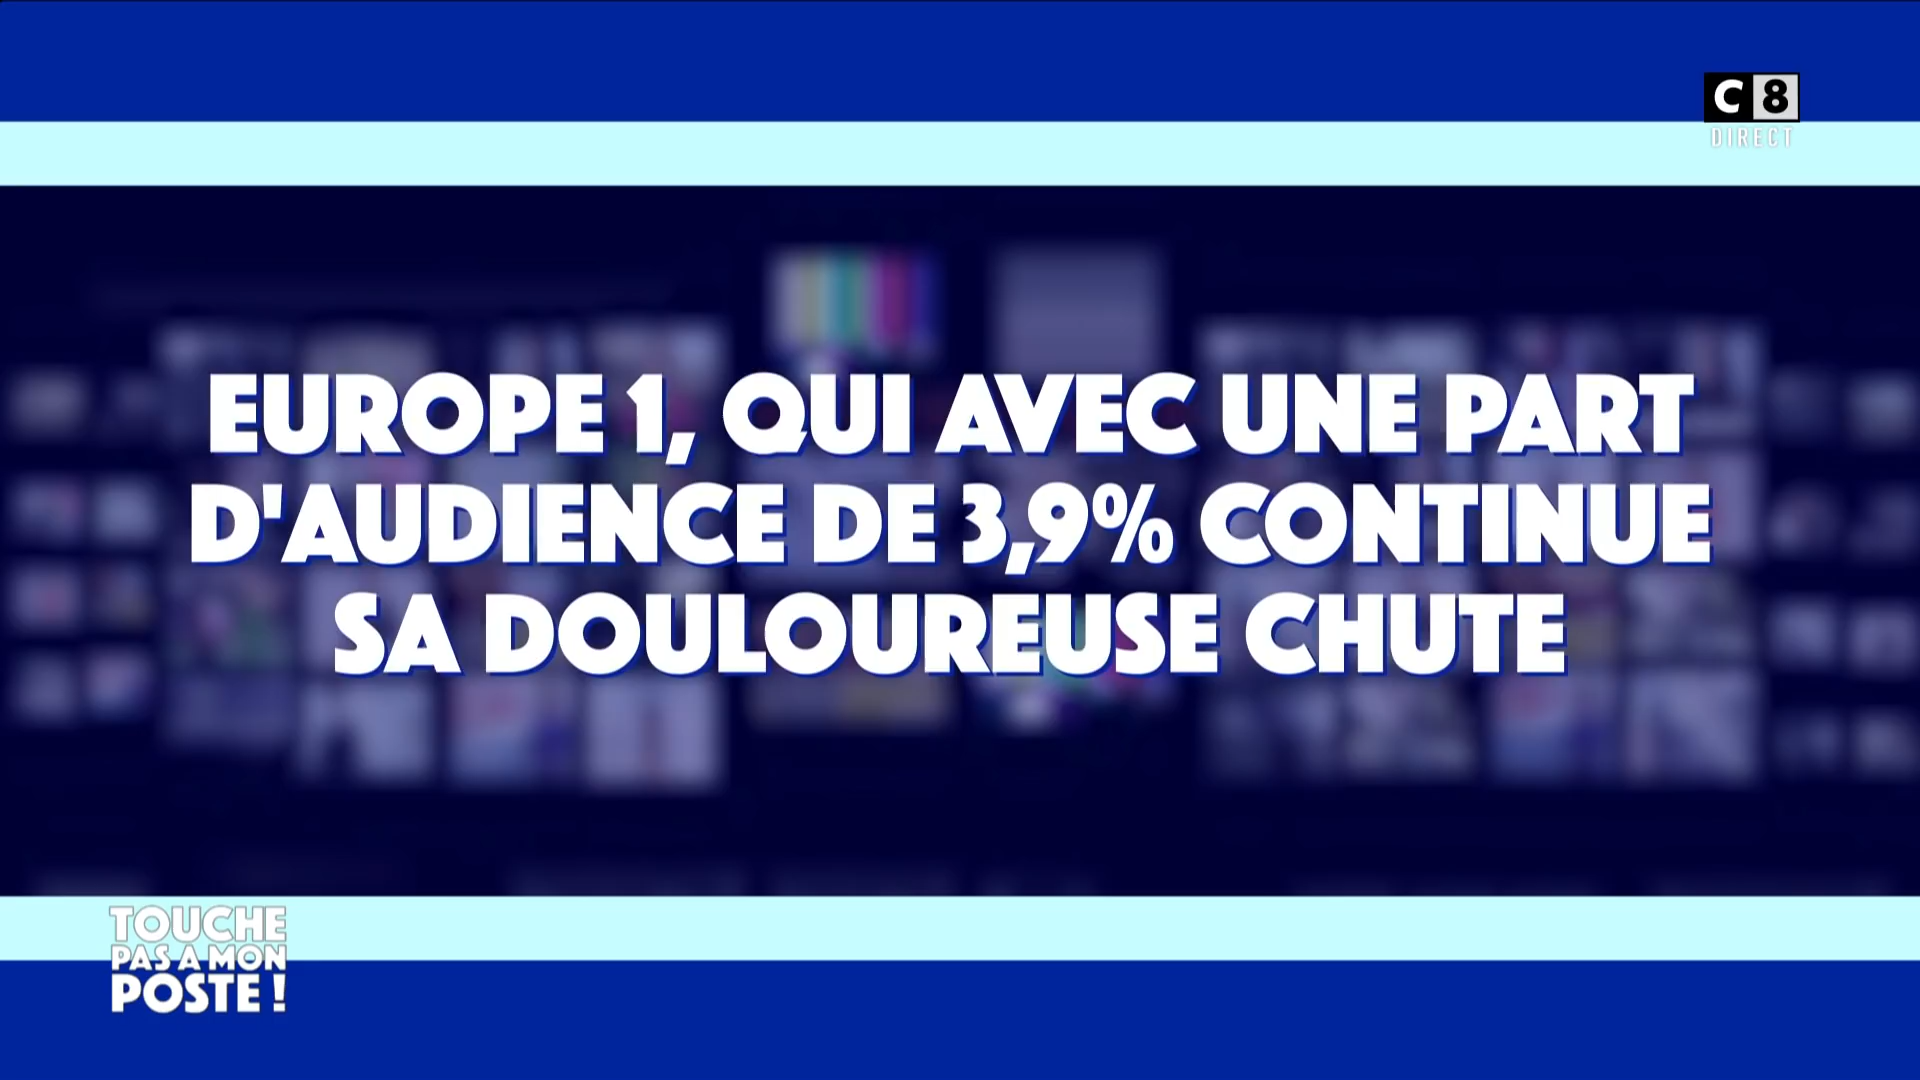 C8
DIRECT
EUROPE 1, QUI AVEC UNE PART
D'AUDIENCE DE 3,9% CONTINUE
SA DOULOUREUSE CHUTE
TOUCHE
PAS A MON
POSTE !